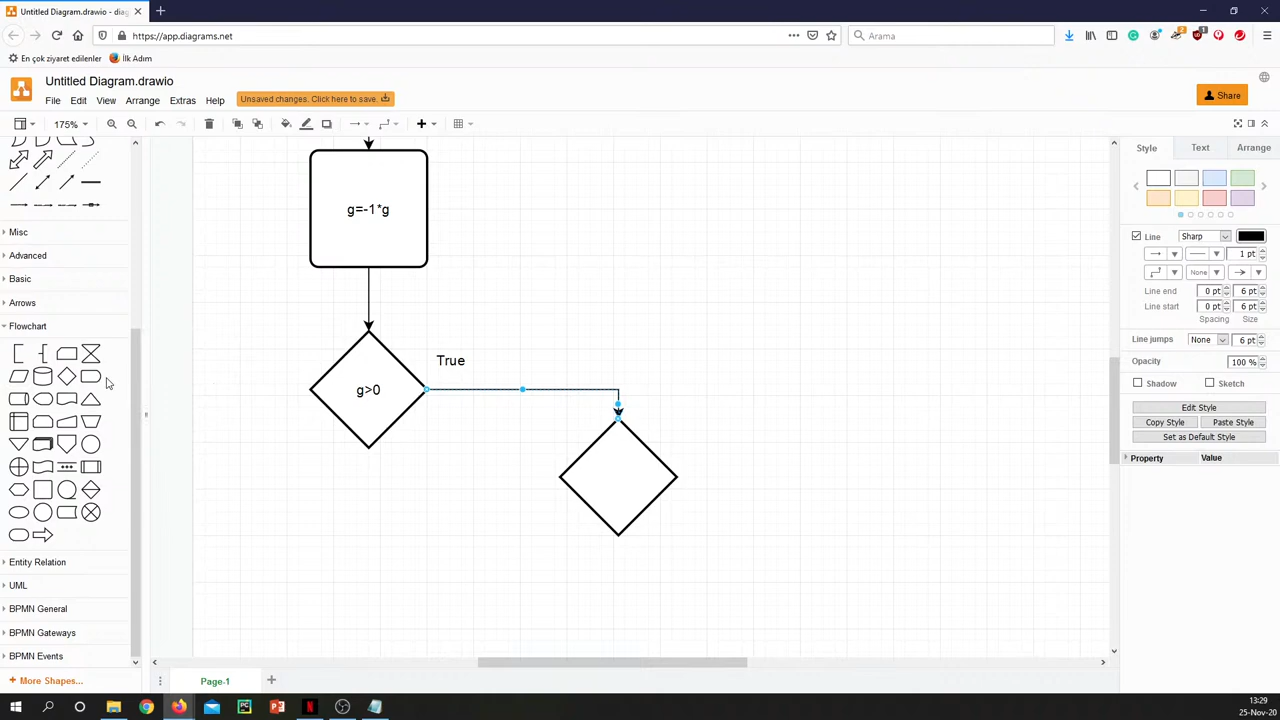 Untitled Diagram.drawio - dia
https://app.diagrams.net
Arama
En çok ziyaret edilenler
İlk Adım
Untitled Diagram.drawio
File Edit View Arrange Extras Help
Unsaved changes. Click here to save.
Share
175%
Style Text Arrange
Misc
Advanced
Basic
Arrows
Flowchart
Entity Relation
UML
BPMN General
BPMN Gateways
BPMN Events
+ More Shapes...
g=-1*g
g>0
True
Line Sharp
1 pt
None
Line end 0 pt 6 pt
Line start 0 pt 6 pt
Spacing Size
Line jumps None 6 pt
Opacity 100 %
Shadow Sketch
Edit Style
Copy Style Paste Style
Set as Default Style
Property Value
Page-1
13:29
25-Nov-20